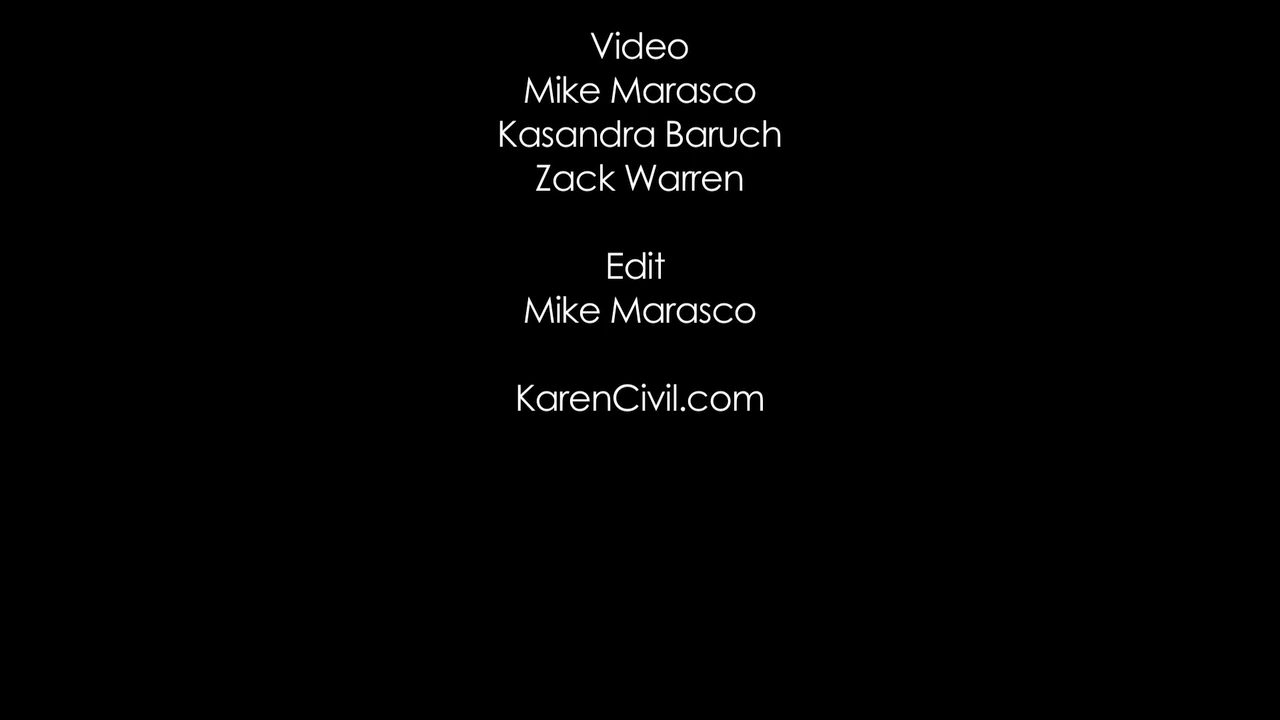 Video
Mike Marasco
Kasandra Baruch
Zack Warren
Edit
Mike Marasco
KarenCivil.com